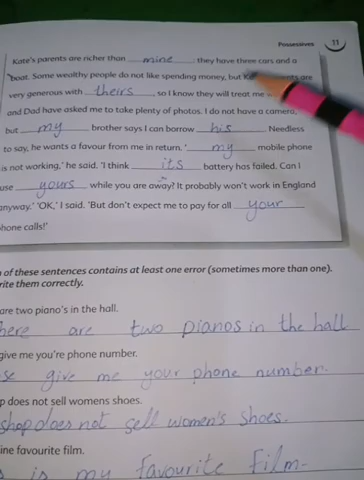 Possessives 11
Kate's parents are richer than mine they have three cars and a
boat. Some wealthy people do not like spending money, but are
very generous with theirs , so I know they will treat me
and Dad have asked me to take plenty of photos. I do not have a camera,
but my brother says I can borrow his . Needless
to say, he wants a favour from me in return. ' my mobile phone
is not working,' he said. 'I think its battery has failed. Can I
use yours while you are away? It probably won't work in England
anyway.' 'OK,' I said. 'But don't expect me to pay for all your
phone calls!'
of these sentences contains at least one error (sometimes more than one).
rite them correctly.
are two piano's in the hall.
here are two pianos in the hall
give me you're phone number.
se give me your phone number.
p does not sell womens shoes.
shop does not sell women's shoes.
ine favourite film.
is my favourite film.